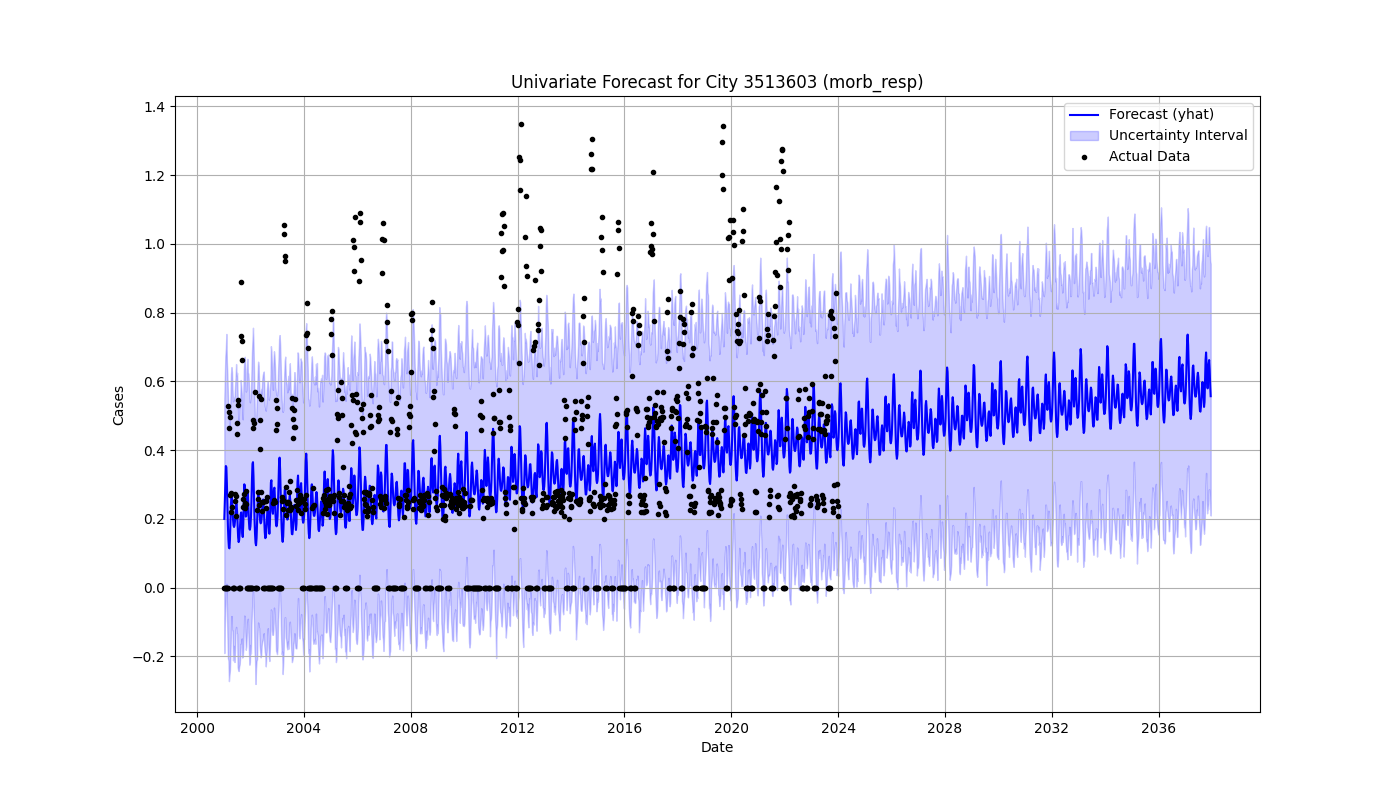 Univariate Forecast for City 3513603 (morb_resp)
Forecast (yhat)
Uncertainty Interval
Actual Data
Cases
1.4
1.2
1.0
0.8
0.6
0.4
0.2
0.0
−0.2
2000 2004 2008 2012 2016 2020 2024 2028 2032 2036
Date